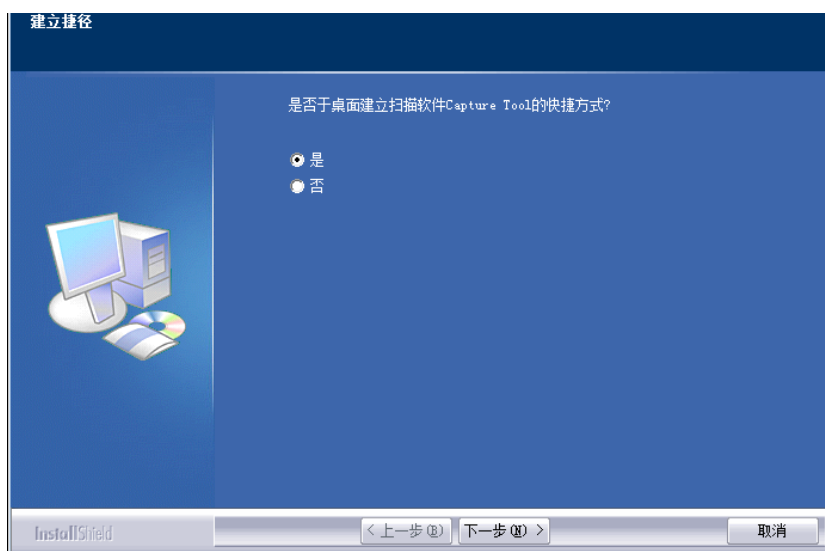 建立捷径
是否于桌面建立扫描软件Capture Tool的快捷方式?
是
否
InstallShield
< 上一步(B) 下一步(N) > 取消